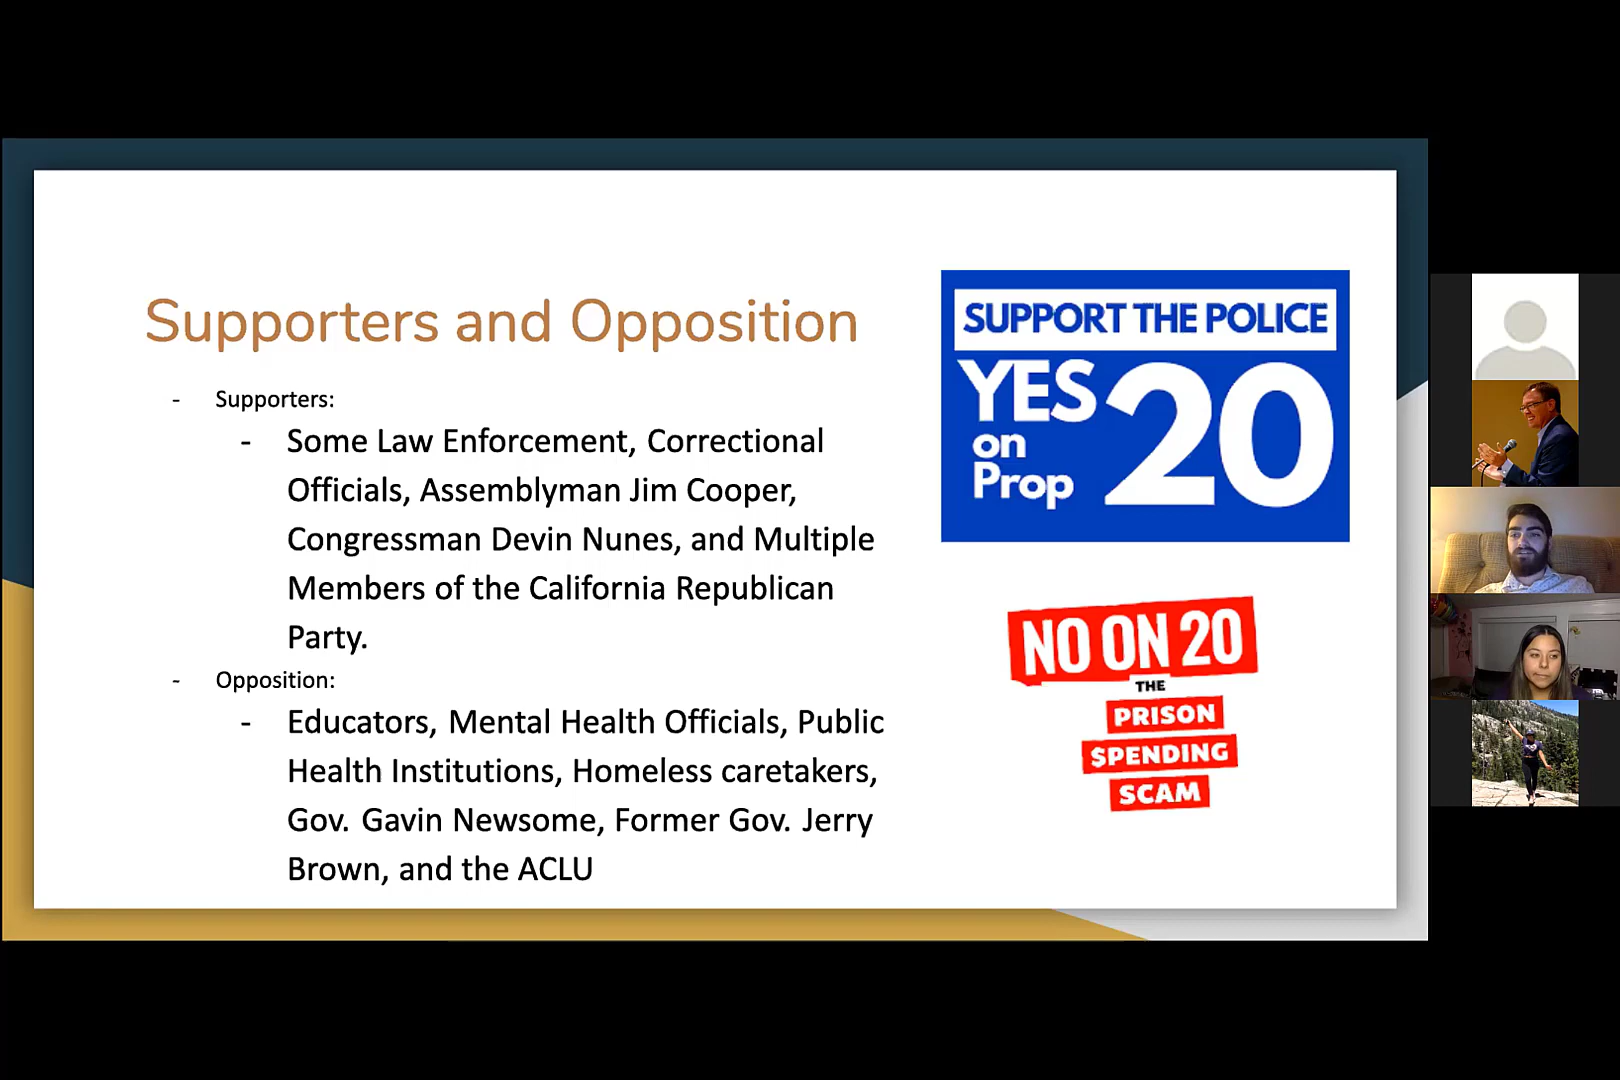 Supporters and Opposition
- Supporters:
- Some Law Enforcement, Correctional
Officials, Assemblyman Jim Cooper,
Congressman Devin Nunes, and Multiple
Members of the California Republican
Party.
- Opposition:
- Educators, Mental Health Officials, Public
Health Institutions, Homeless caretakers,
Gov. Gavin Newsome, Former Gov. Jerry
Brown, and the ACLU
SUPPORT THE POLICE
YES
on
Prop
20
NO ON 20
THE
PRISON
$PENDING
SCAM